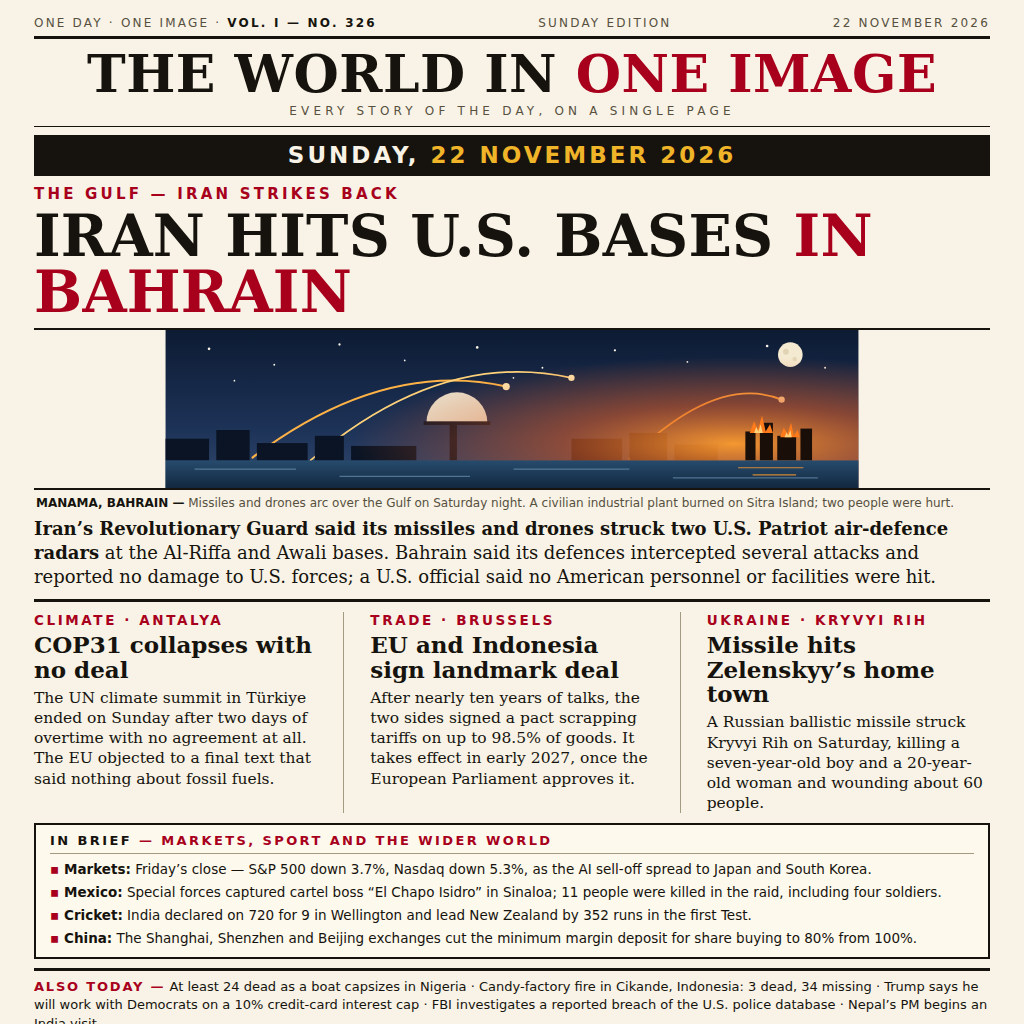 ONE DAY · ONE IMAGE · VOL. I — NO. 326
SUNDAY EDITION
22 NOVEMBER 2026
THE WORLD IN ONE IMAGE
EVERY STORY OF THE DAY, ON A SINGLE PAGE
SUNDAY, 22 NOVEMBER 2026
THE GULF — IRAN STRIKES BACK
IRAN HITS U.S. BASES IN
BAHRAIN
MANAMA, BAHRAIN — Missiles and drones arc over the Gulf on Saturday night. A civilian industrial plant burned on Sitra Island; two people were hurt.
Iran’s Revolutionary Guard said its missiles and drones struck two U.S. Patriot air-defence
radars at the Al-Riffa and Awali bases. Bahrain said its defences intercepted several attacks and
reported no damage to U.S. forces; a U.S. official said no American personnel or facilities were hit.
CLIMATE · ANTALYA
COP31 collapses with
no deal
The UN climate summit in Türkiye
ended on Sunday after two days of
overtime with no agreement at all.
The EU objected to a final text that
said nothing about fossil fuels.
TRADE · BRUSSELS
EU and Indonesia
sign landmark deal
After nearly ten years of talks, the
two sides signed a pact scrapping
tariffs on up to 98.5% of goods. It
takes effect in early 2027, once the
European Parliament approves it.
UKRAINE · KRYVYI RIH
Missile hits
Zelenskyy’s home
town
A Russian ballistic missile struck
Kryvyi Rih on Saturday, killing a
seven-year-old boy and a 20-year-
old woman and wounding about 60
people.
IN BRIEF — MARKETS, SPORT AND THE WIDER WORLD
■ Markets: Friday’s close — S&P 500 down 3.7%, Nasdaq down 5.3%, as the AI sell-off spread to Japan and South Korea.
■ Mexico: Special forces captured cartel boss “El Chapo Isidro” in Sinaloa; 11 people were killed in the raid, including four soldiers.
■ Cricket: India declared on 720 for 9 in Wellington and lead New Zealand by 352 runs in the first Test.
■ China: The Shanghai, Shenzhen and Beijing exchanges cut the minimum margin deposit for share buying to 80% from 100%.
ALSO TODAY — At least 24 dead as a boat capsizes in Nigeria · Candy-factory fire in Cikande, Indonesia: 3 dead, 34 missing · Trump says he
will work with Democrats on a 10% credit-card interest cap · FBI investigates a reported breach of the U.S. police database · Nepal’s PM begins an
India visit